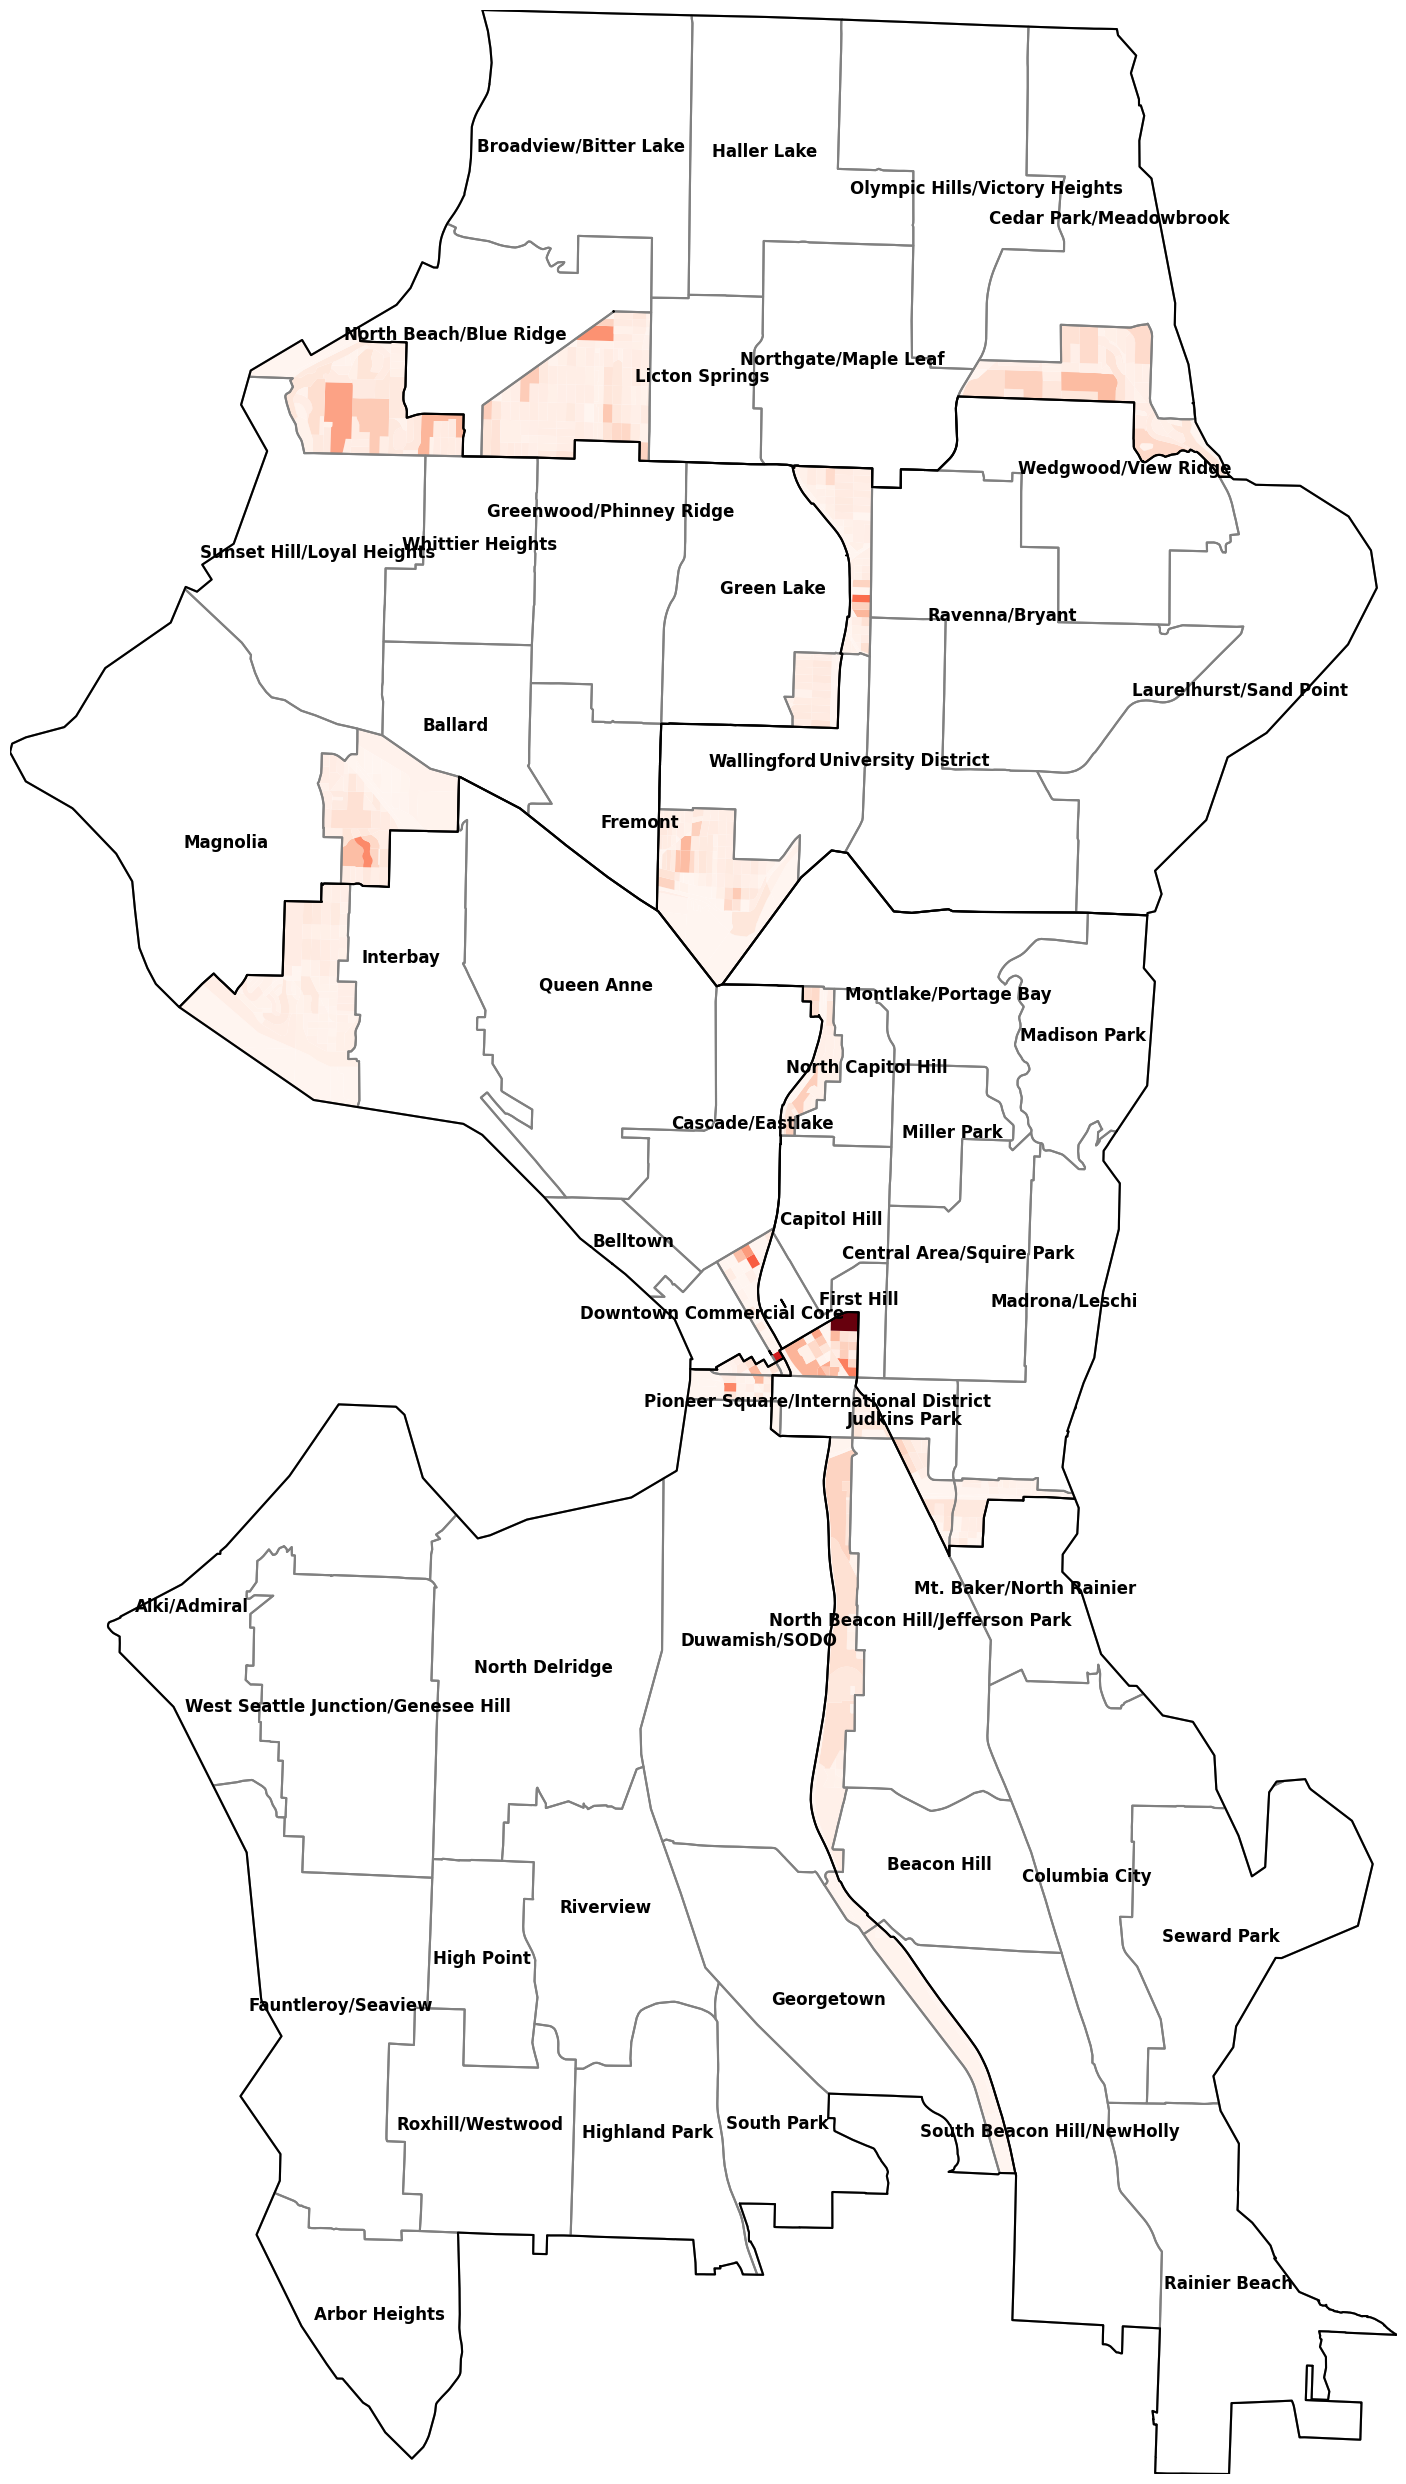 Broadview/Bitter Lake
Haller Lake
Olympic Hills/Victory Heights
Cedar Park/Meadowbrook
North Beach/Blue Ridge
Northgate/Maple Leaf
Licton Springs
Wedgwood/View Ridge
Greenwood/Phinney Ridge
Whittier Heights
Sunset Hill/Loyal Heights
Green Lake
Ravenna/Bryant
Laurelhurst/Sand Point
Ballard
Wallingford
University District
Fremont
Magnolia
Interbay
Queen Anne
Montlake/Portage Bay
Madison Park
North Capitol Hill
Cascade/Eastlake
Miller Park
Capitol Hill
Belltown
Central Area/Squire Park
First Hill
Madrona/Leschi
Downtown Commercial Core
Pioneer Square/International District
Judkins Park
Mt. Baker/North Rainier
Alki/Admiral
North Beacon Hill/Jefferson Park
Duwamish/SODO
North Delridge
West Seattle Junction/Genesee Hill
Beacon Hill
Columbia City
Riverview
Seward Park
High Point
Georgetown
Fauntleroy/Seaview
Roxhill/Westwood
South Park
Highland Park
South Beacon Hill/NewHolly
Rainier Beach
Arbor Heights